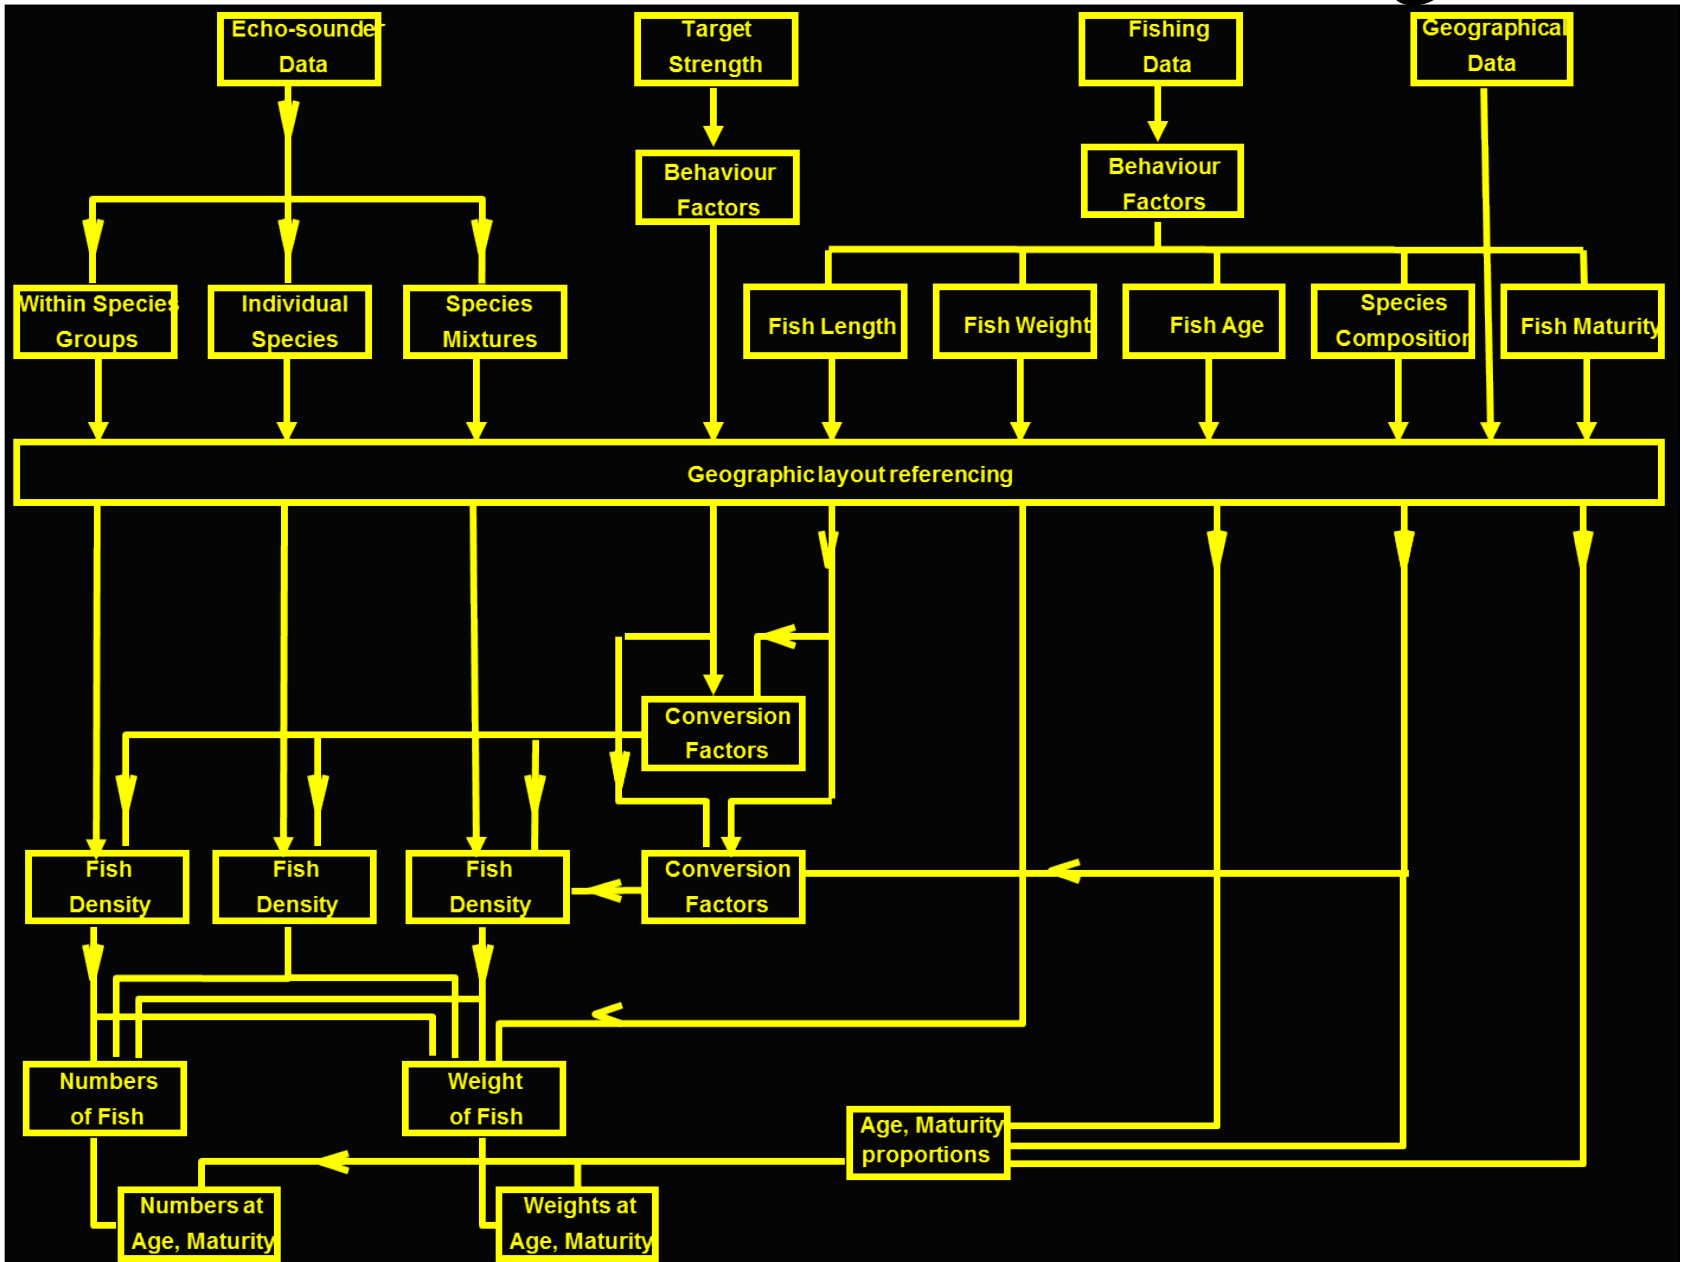 Echo-sounder
Data
Target
Strength
Fishing
Data
Geographical
Data
Behaviour
Factors
Behaviour
Factors
Within Species
Groups
Individual
Species
Species
Mixtures
Fish Length
Fish Weight
Fish Age
Species
Composition
Fish Maturity
Geographic layout referencing
Conversion
Factors
Fish
Density
Fish
Density
Fish
Density
Conversion
Factors
Numbers
of Fish
Weight
of Fish
Age, Maturity
proportions
Numbers at
Age, Maturity
Weights at
Age, Maturity